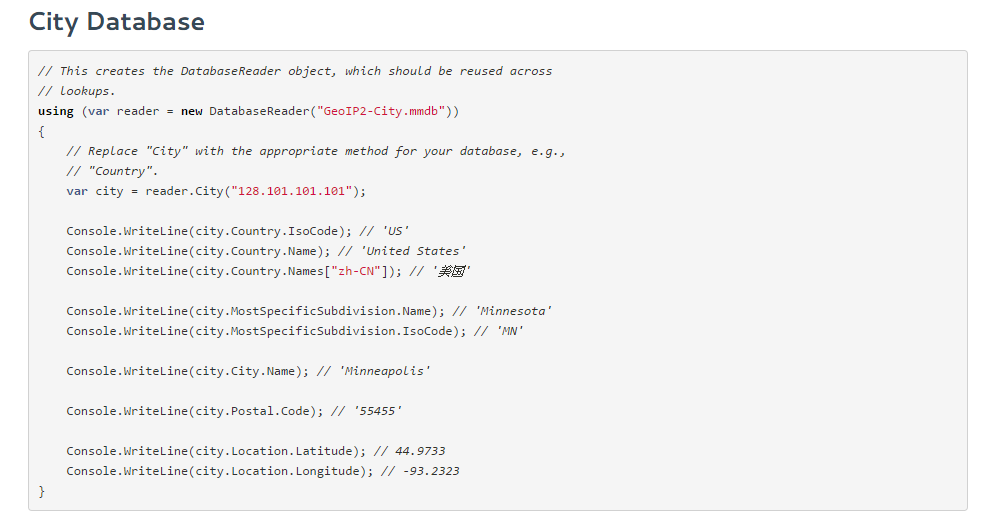 City Database
// This creates the DatabaseReader object, which should be reused across
// lookups.
using (var reader = new DatabaseReader("GeoIP2-City.mmdb"))
{
    // Replace "City" with the appropriate method for your database, e.g.,
    // "Country".
    var city = reader.City("128.101.101.101");
    Console.WriteLine(city.Country.IsoCode); // 'US'
    Console.WriteLine(city.Country.Name); // 'United States'
    Console.WriteLine(city.Country.Names["zh-CN"]); // '美国'
    Console.WriteLine(city.MostSpecificSubdivision.Name); // 'Minnesota'
    Console.WriteLine(city.MostSpecificSubdivision.IsoCode); // 'MN'
    Console.WriteLine(city.City.Name); // 'Minneapolis'
    Console.WriteLine(city.Postal.Code); // '55455'
    Console.WriteLine(city.Location.Latitude); // 44.9733
    Console.WriteLine(city.Location.Longitude); // -93.2323
}